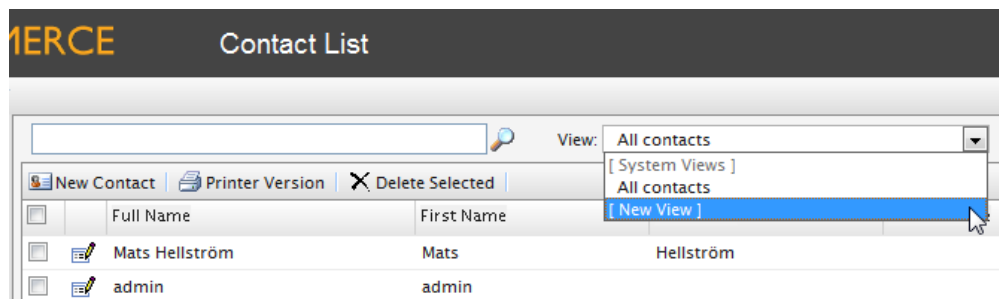 MERCE Contact List
View: All contacts
[ System Views ]
All contacts
New Contact Printer Version Delete Selected
[ New View ]
Full Name First Name
Mats Hellström Mats Hellström
admin admin